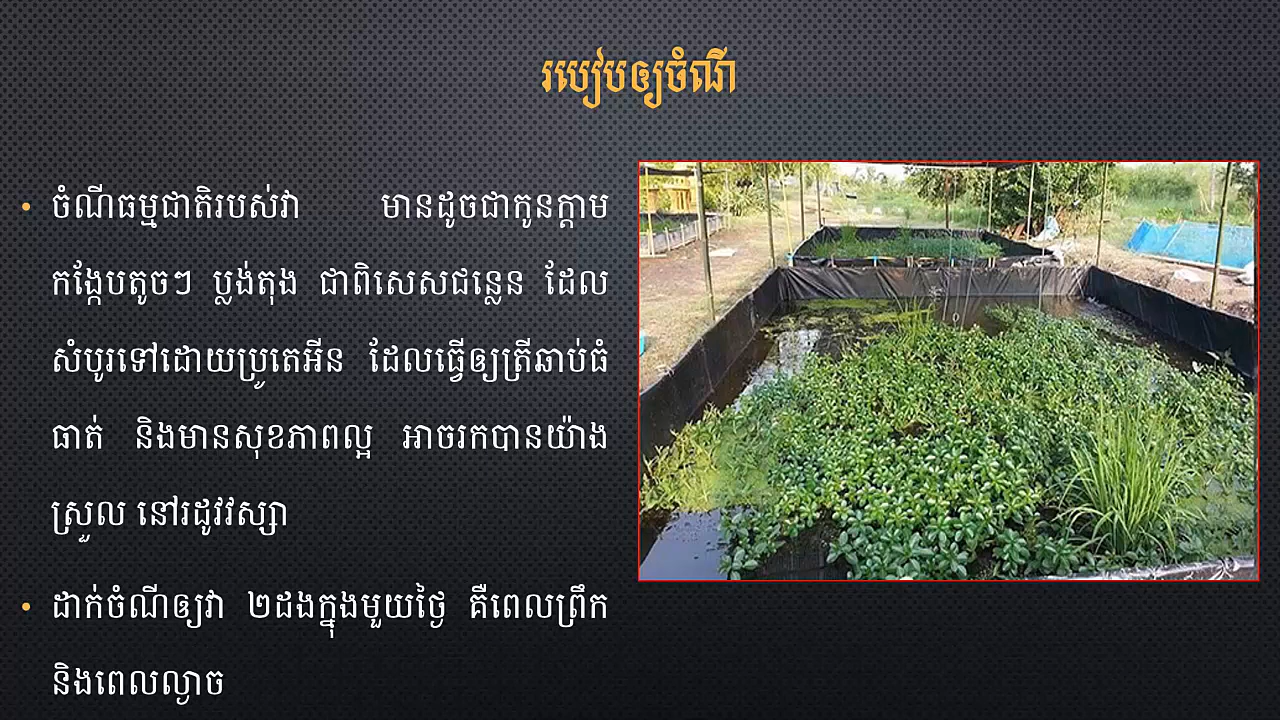 របៀបឲ្យចំណី
• ចំណីធម្មជាតិរបស់វា មានដូចជាកូនក្ដាម
កង្កែបតូចៗ ប្លង់តុង ជាពិសេសជន្លេន ដែល
សំបូរទៅដោយប្រូតេអីន ដែលធ្វើឲ្យត្រីឆាប់ធំ
ធាត់ និងមានសុខភាពល្អ អាចរកបានយ៉ាង
ស្រួល នៅរដូវវស្សា
• ដាក់ចំណីឲ្យវា ២ដងក្នុងមួយថ្ងៃ គឺពេលព្រឹក
និងពេលល្ងាច